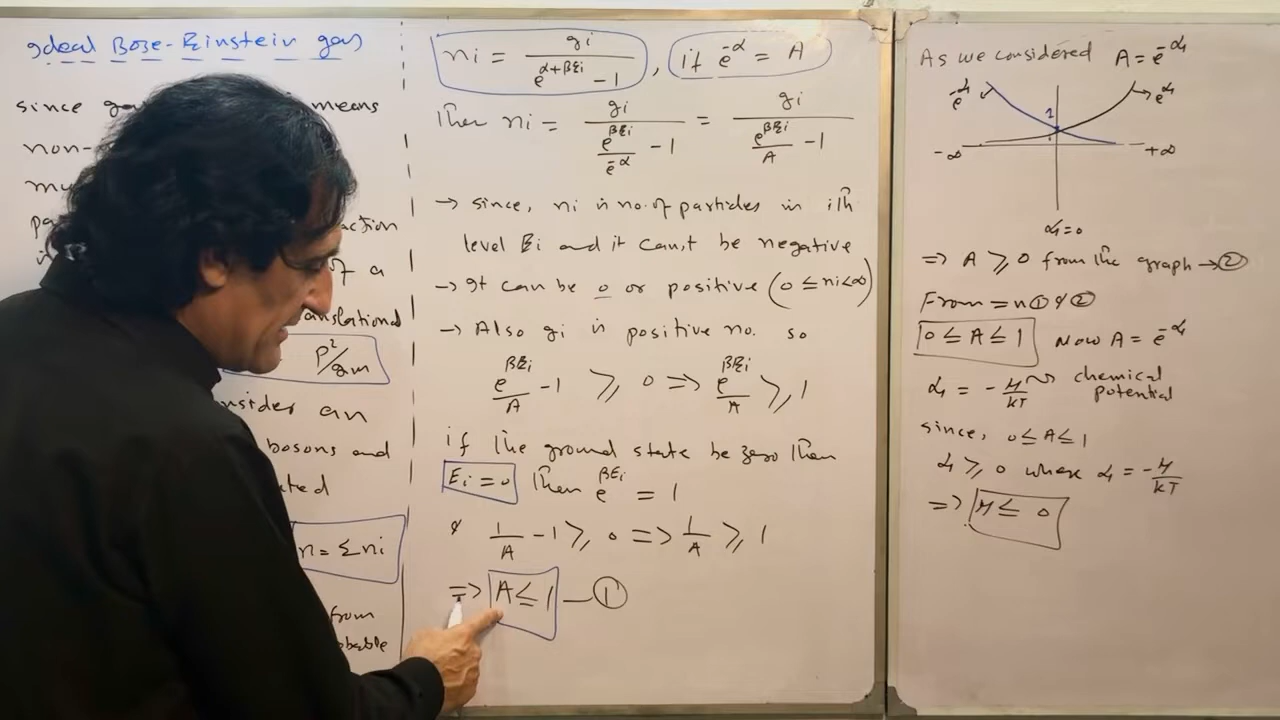 Ideal Bose-Einstein gas
since means
non-
action
of a
translational
P²/2m
consider an
bosons and
n = Σni
from
ni = gi / e^(α+βEi) - 1 , if e^-α = A
Then ni = gi / (e^βEi / e^-α) - 1 = gi / (e^βEi / A) - 1
→ since, ni is no. of particles in ith
level Ei and it can,t be negative
→ It can be 0 or positive (0 ≤ ni < ∞)
→ Also gi is positive no. so
e^βEi / A - 1 ≥ 0 => e^βEi / A ≥ 1
if the ground state be zero then
Ei = 0 Then e^βEi = 1
& 1/A - 1 ≥ 0 => 1/A ≥ 1
=> A ≤ 1 — ①
As we considered A = e^-α
e^-α e^α
1
-∞ +∞
α = 0
=> A ≥ 0 from the graph → ②
From =n ① & ②
0 ≤ A ≤ 1 Now A = e^-α
α = - μ/kT → chemical potential
since, 0 ≤ A ≤ 1
α ≥ 0 where α = - μ/kT
=> μ ≤ 0